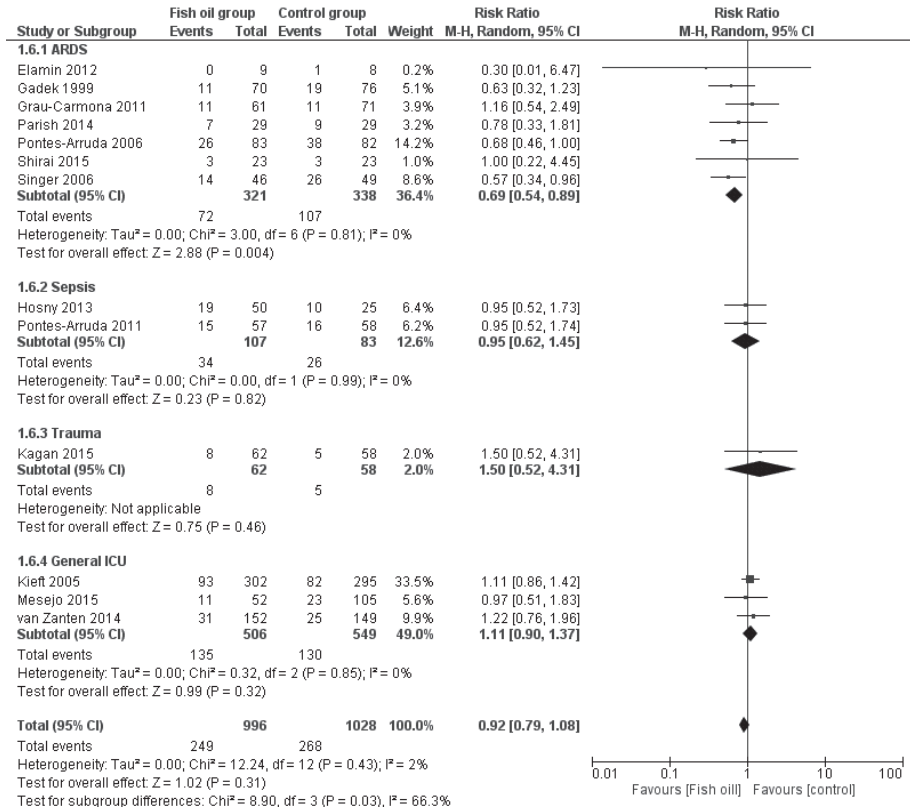 Fish oil group Control group Risk Ratio Risk Ratio
Study or Subgroup Events Total Events Total Weight M-H, Random, 95% CI M-H, Random, 95% CI
1.6.1 ARDS
Elamin 2012 0 9 1 8 0.2% 0.30 [0.01, 6.47]
Gadek 1999 11 70 19 76 5.1% 0.63 [0.32, 1.23]
Grau-Carmona 2011 11 61 11 71 3.9% 1.16 [0.54, 2.49]
Parish 2014 7 29 9 29 3.2% 0.78 [0.33, 1.81]
Pontes-Arruda 2006 26 83 38 82 14.2% 0.68 [0.46, 1.00]
Shirai 2015 3 23 3 23 1.0% 1.00 [0.22, 4.45]
Singer 2006 14 46 26 49 8.6% 0.57 [0.34, 0.96]
Subtotal (95% CI) 321 338 36.4% 0.69 [0.54, 0.89]
Total events 72 107
Heterogeneity: Tau² = 0.00; Chi² = 3.00, df = 6 (P = 0.81); I² = 0%
Test for overall effect: Z = 2.88 (P = 0.004)
1.6.2 Sepsis
Hosny 2013 19 50 10 25 6.4% 0.95 [0.52, 1.73]
Pontes-Arruda 2011 15 57 16 58 6.2% 0.95 [0.52, 1.74]
Subtotal (95% CI) 107 83 12.6% 0.95 [0.62, 1.45]
Total events 34 26
Heterogeneity: Tau² = 0.00; Chi² = 0.00, df = 1 (P = 0.99); I² = 0%
Test for overall effect: Z = 0.23 (P = 0.82)
1.6.3 Trauma
Kagan 2015 8 62 5 58 2.0% 1.50 [0.52, 4.31]
Subtotal (95% CI) 62 58 2.0% 1.50 [0.52, 4.31]
Total events 8 5
Heterogeneity: Not applicable
Test for overall effect: Z = 0.75 (P = 0.46)
1.6.4 General ICU
Kieft 2005 93 302 82 295 33.5% 1.11 [0.86, 1.42]
Mesejo 2015 11 52 23 105 5.6% 0.97 [0.51, 1.83]
van Zanten 2014 31 152 25 149 9.9% 1.22 [0.76, 1.96]
Subtotal (95% CI) 506 549 49.0% 1.11 [0.90, 1.37]
Total events 135 130
Heterogeneity: Tau² = 0.00; Chi² = 0.32, df = 2 (P = 0.85); I² = 0%
Test for overall effect: Z = 0.99 (P = 0.32)
Total (95% CI) 996 1028 100.0% 0.92 [0.79, 1.08]
Total events 249 268
Heterogeneity: Tau² = 0.00; Chi² = 12.24, df = 12 (P = 0.43); I² = 2%
Test for overall effect: Z = 1.02 (P = 0.31)
Test for subgroup differences: Chi² = 8.90, df = 3 (P = 0.03), I² = 66.3%
0.01 0.1 1 10 100
Favours [Fish oill] Favours [control]